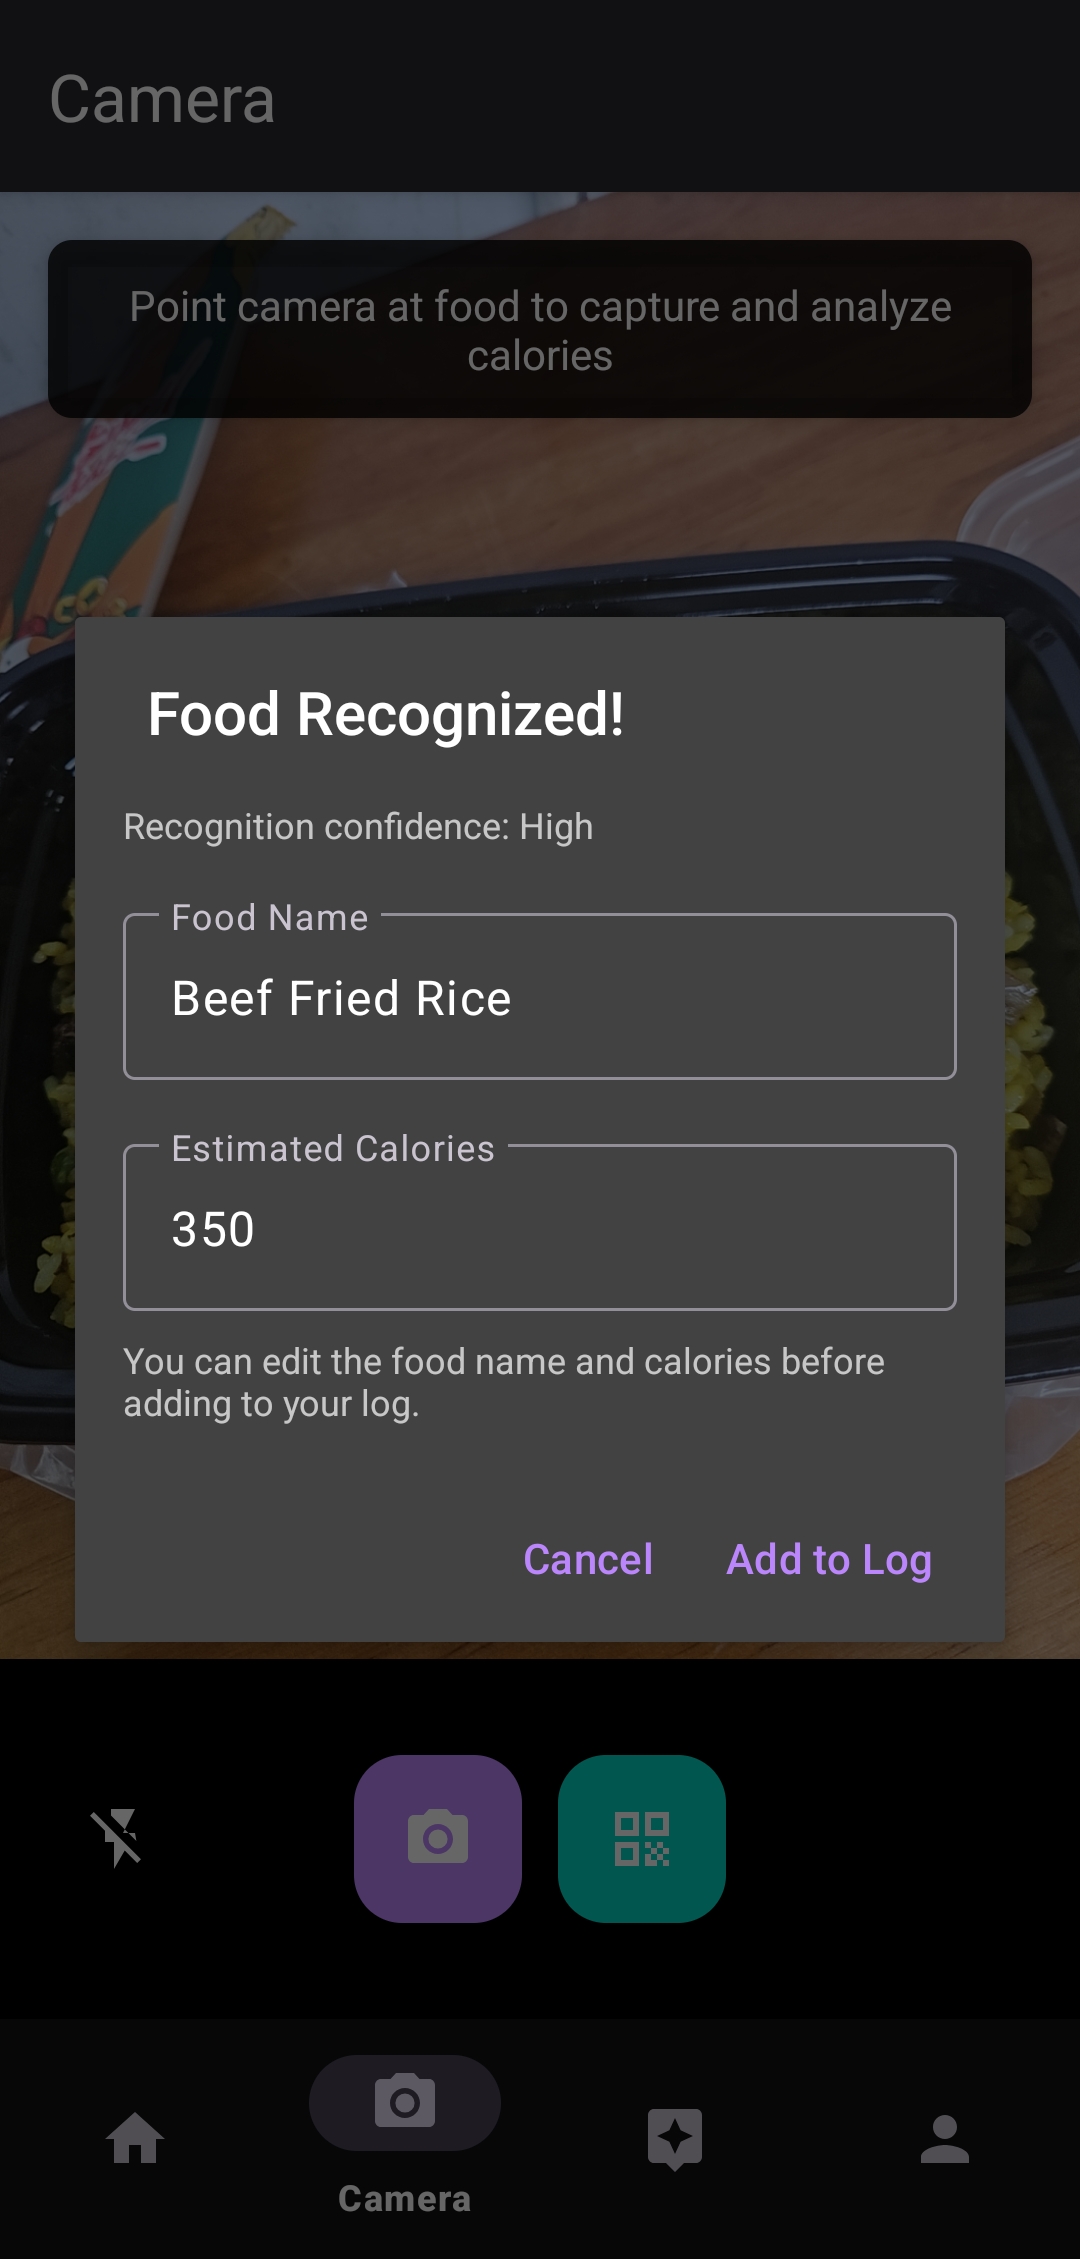 Camera
Point camera at food to capture and analyze
calories
Food Recognized!
Recognition confidence: High
Food Name
Beef Fried Rice
Estimated Calories
350
You can edit the food name and calories before
adding to your log.
Cancel
Add to Log
Camera